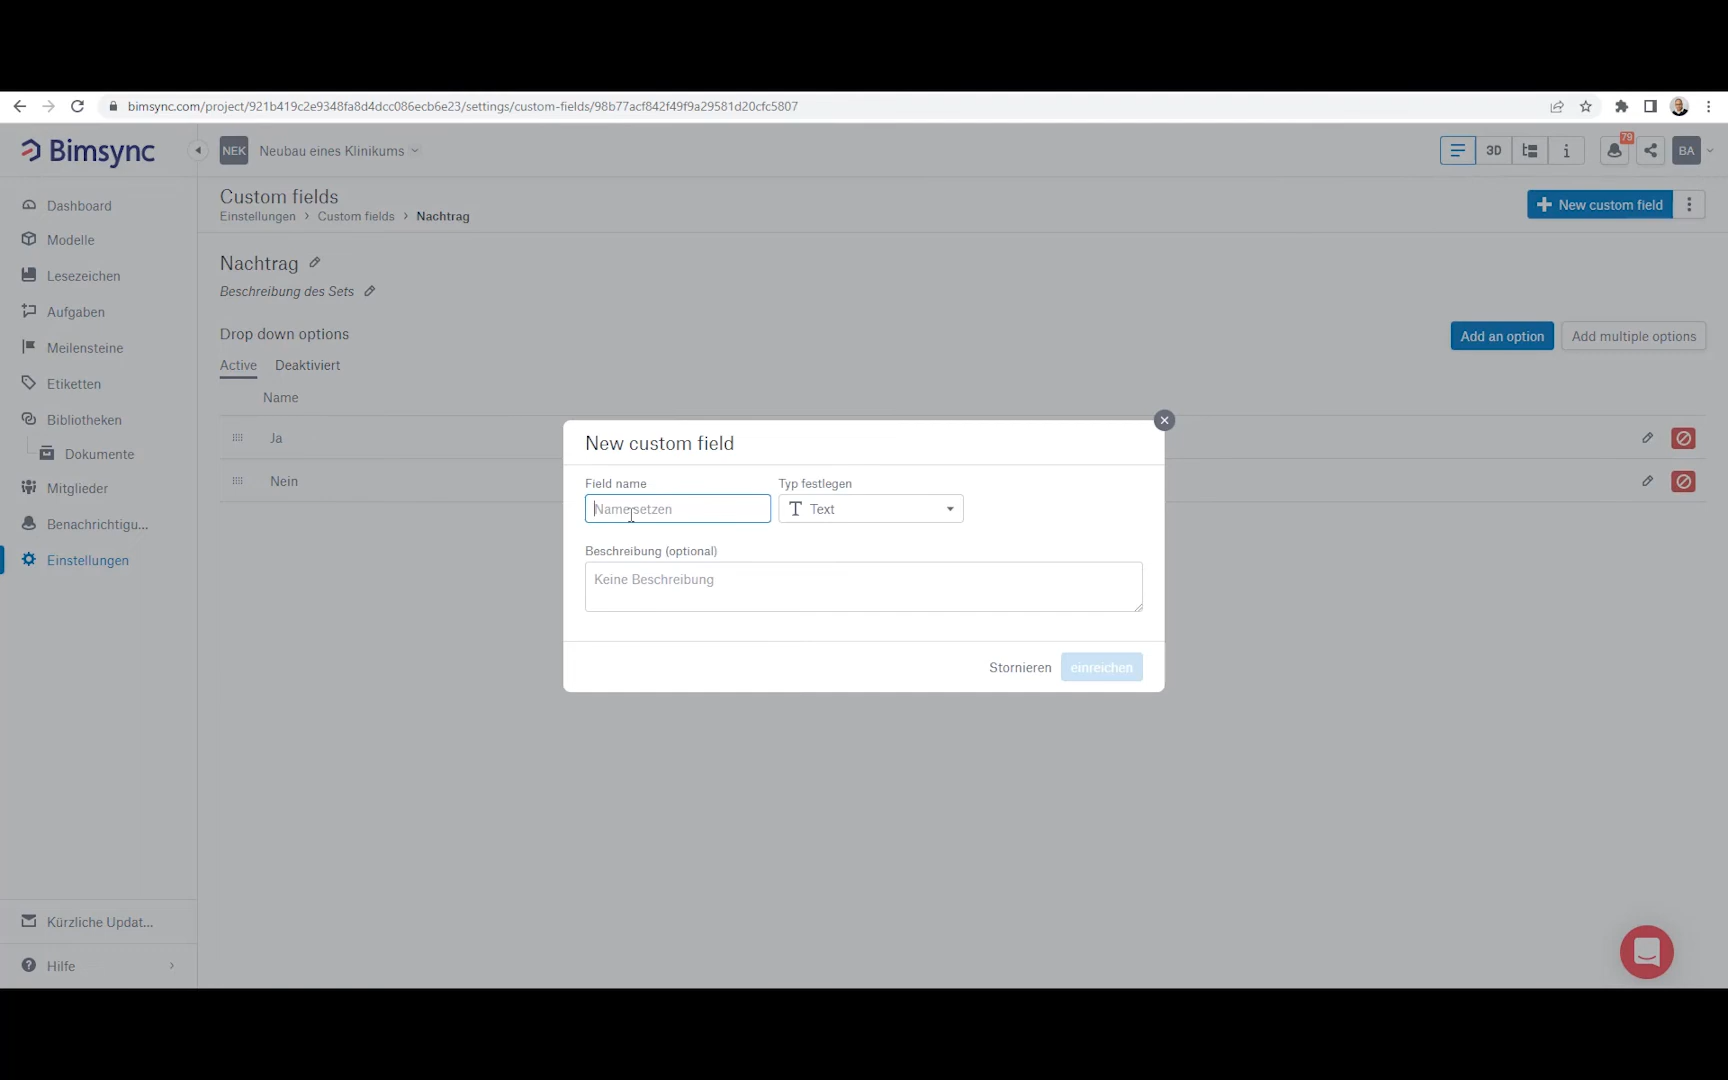 bimsync.com/project/921b419c2e9348fa8d4dcc086ecb6e23/settings/custom-fields/98b77acf842f49f9a29581d20cfc5807
Bimsync
NEK Neubau eines Klinikums
3D
79
BA
Custom fields
Einstellungen > Custom fields > Nachtrag
New custom field
Dashboard
Modelle
Lesezeichen
Aufgaben
Meilensteine
Etiketten
Bibliotheken
Dokumente
Mitglieder
Benachrichtigu...
Einstellungen
Kürzliche Updat...
Hilfe
Nachtrag
Beschreibung des Sets
Drop down options
Add an option Add multiple options
Active Deaktiviert
Name
Ja
Nein
New custom field
Field name Typ festlegen
Name setzen Text
Beschreibung (optional)
Keine Beschreibung
Stornieren einreichen